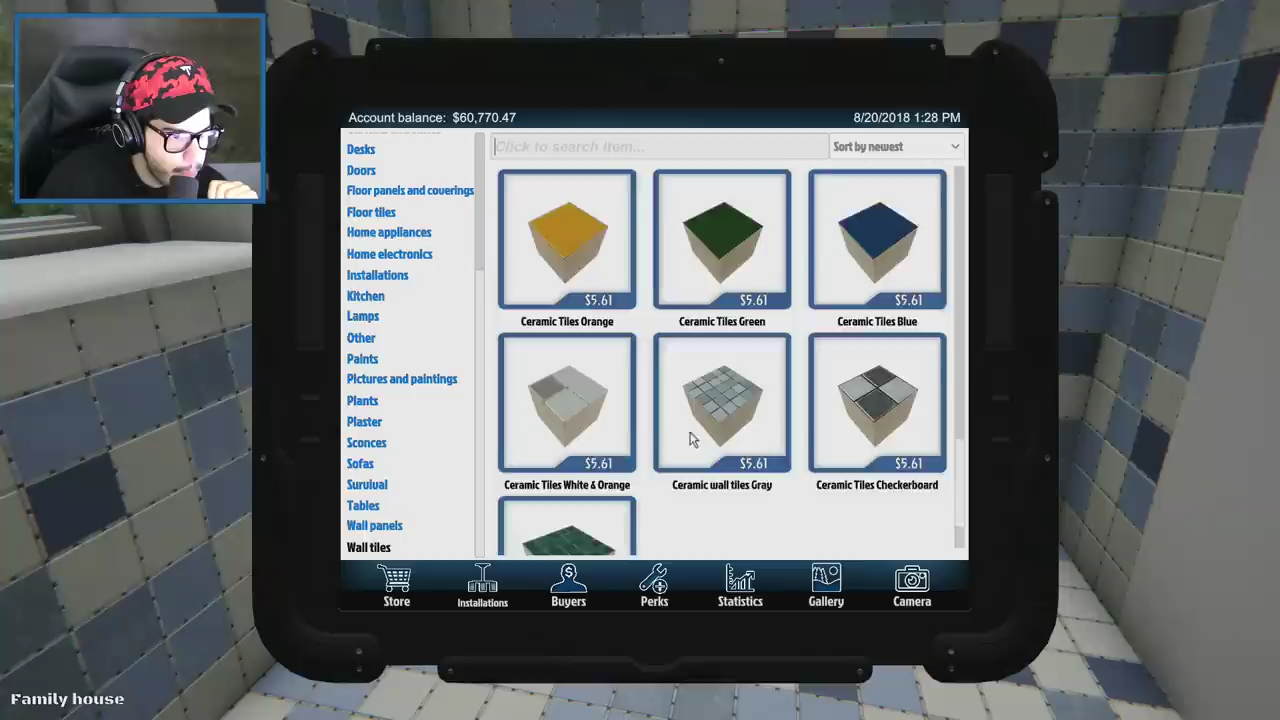 Account balance: $60,770.47
8/20/2018 1:28 PM
Desks
Doors
Floor panels and coverings
Floor tiles
Home appliances
Home electronics
Installations
Kitchen
Lamps
Other
Paints
Pictures and paintings
Plants
Plaster
Sconces
Sofas
Survival
Tables
Wall panels
Wall tiles
Click to search item...
Sort by newest
$5.61 $5.61 $5.61
Ceramic Tiles Orange Ceramic Tiles Green Ceramic Tiles Blue
$5.61 $5.61 $5.61
Ceramic Tiles White & Orange Ceramic wall tiles Gray Ceramic Tiles Checkerboard
Store Installations Buyers Perks Statistics Gallery Camera
Family house